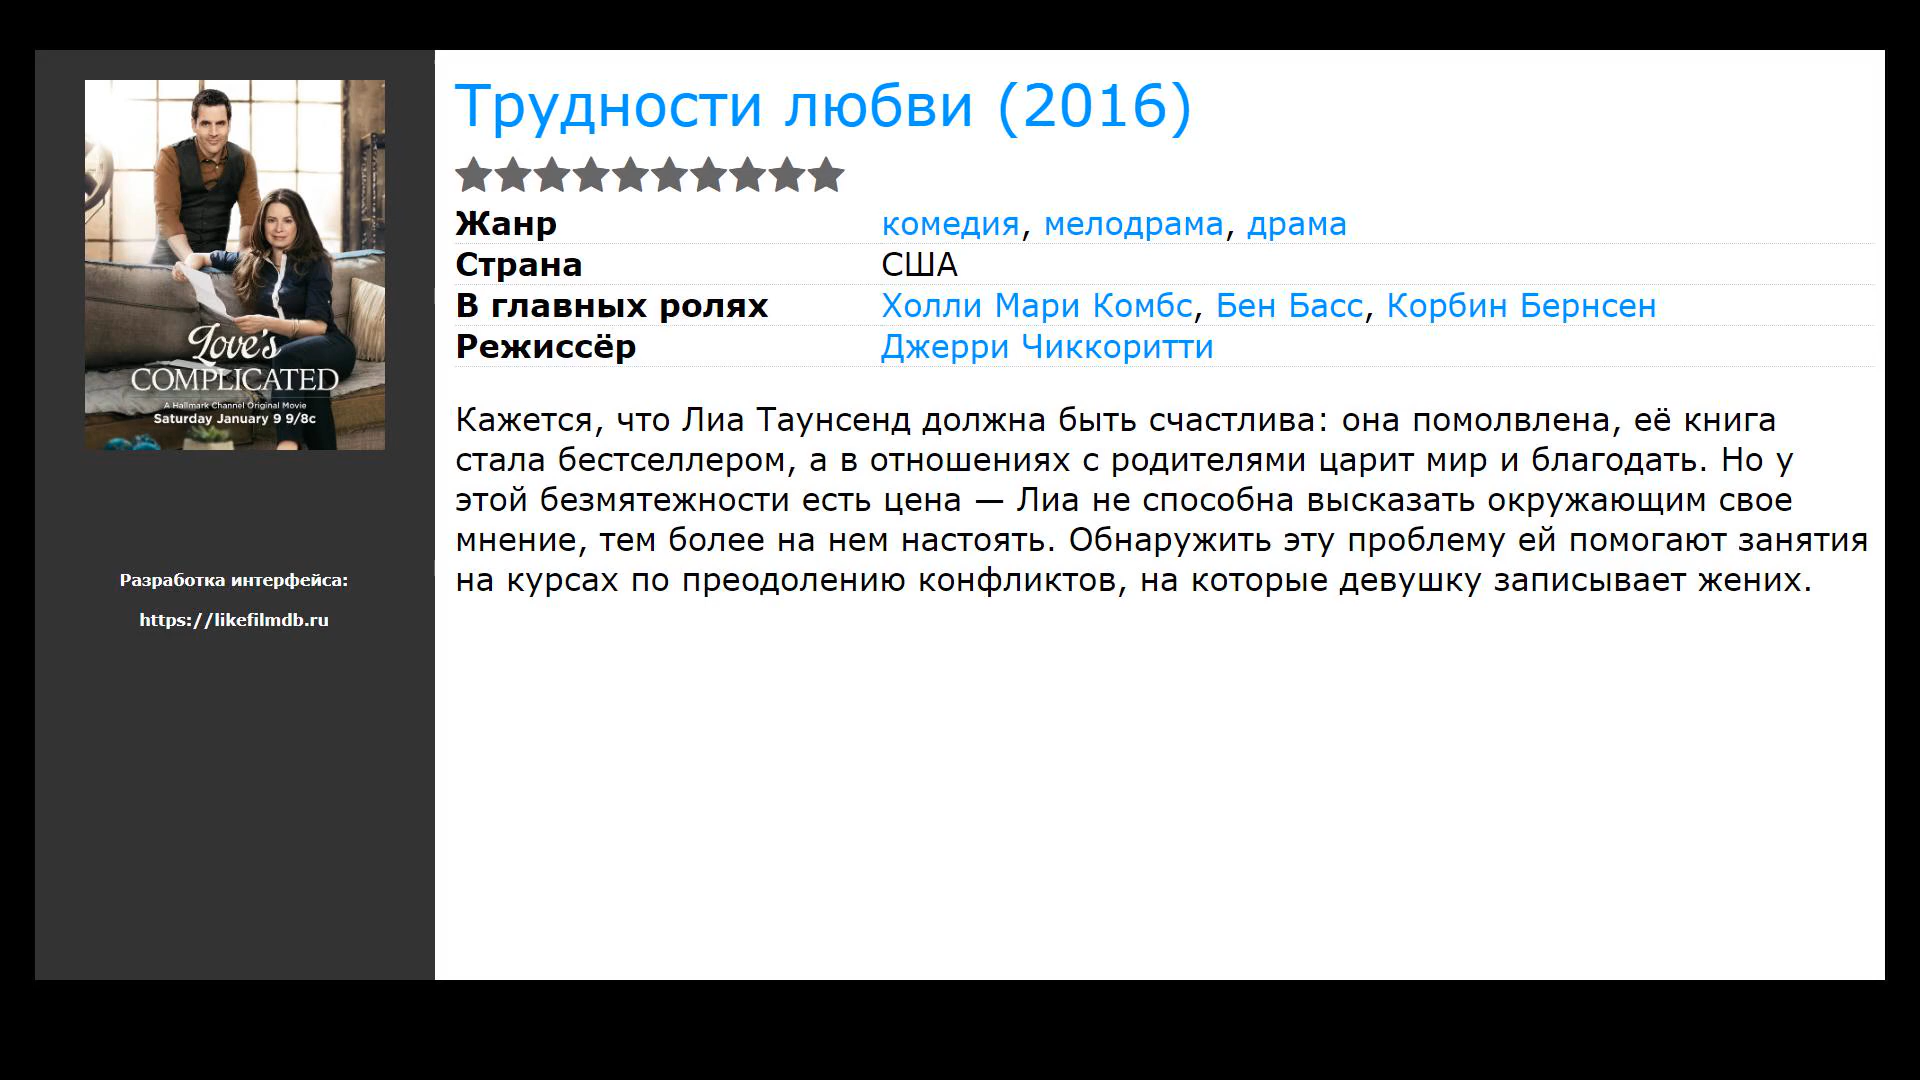 Трудности любви (2016)
Жанр комедия, мелодрама, драма
Страна США
В главных ролях Холли Мари Комбс, Бен Басс, Корбин Бернсен
Режиссёр Джерри Чиккоритти
Кажется, что Лиа Таунсенд должна быть счастлива: она помолвлена, её книга
стала бестселлером, а в отношениях с родителями царит мир и благодать. Но у
этой безмятежности есть цена — Лиа не способна высказать окружающим свое
мнение, тем более на нем настоять. Обнаружить эту проблему ей помогают занятия
на курсах по преодолению конфликтов, на которые девушку записывает жених.
Love's
COMPLICATED
A Hallmark Channel Original Movie
Saturday January 9 9/8c
Разработка интерфейса:
https://likefilmdb.ru